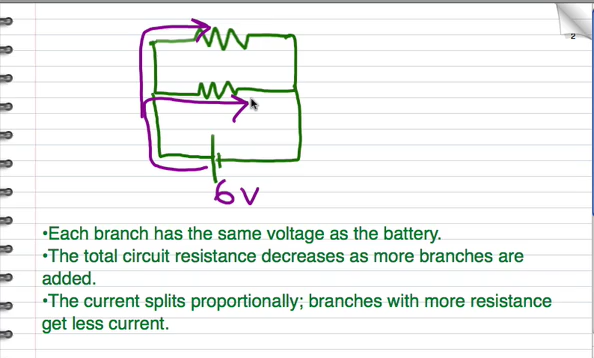 2
6V
•Each branch has the same voltage as the battery.
•The total circuit resistance decreases as more branches are
added.
•The current splits proportionally; branches with more resistance
get less current.